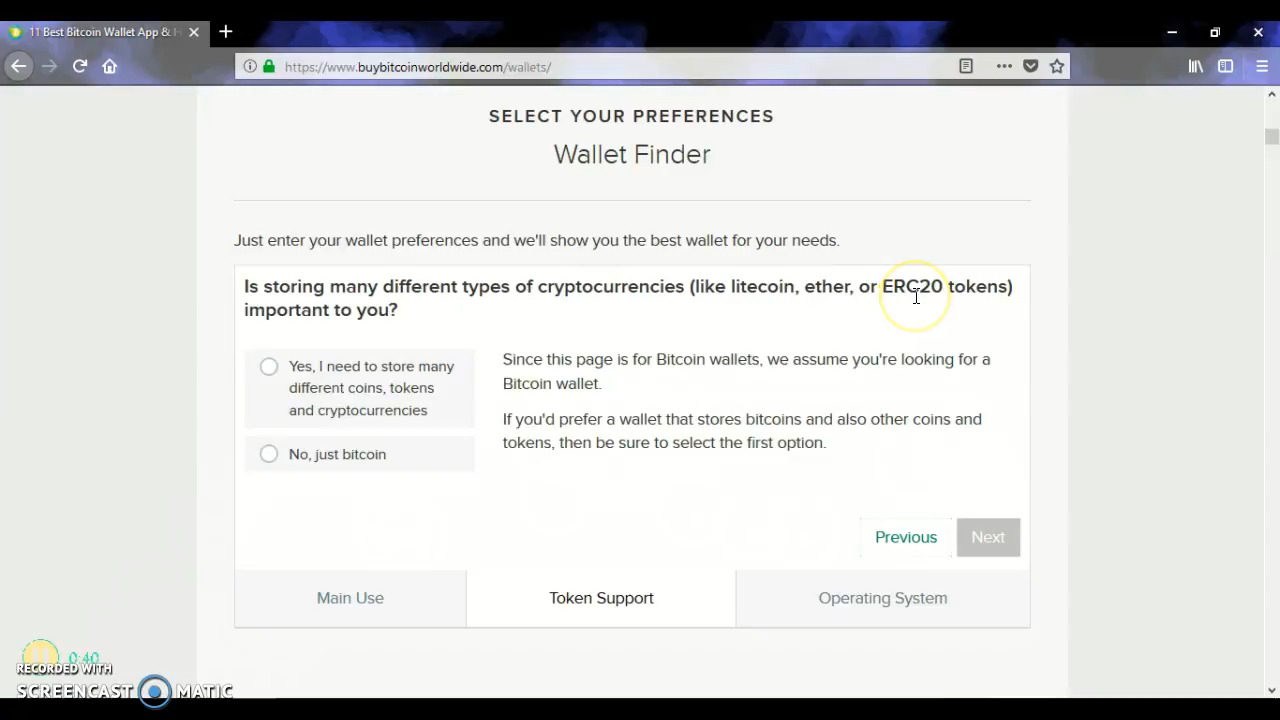 11 Best Bitcoin Wallet App & H
https://www.buybitcoinworldwide.com/wallets/
SELECT YOUR PREFERENCES
Wallet Finder
Just enter your wallet preferences and we'll show you the best wallet for your needs.
Is storing many different types of cryptocurrencies (like litecoin, ether, or ERC20 tokens)
important to you?
Yes, I need to store many
different coins, tokens
and cryptocurrencies
No, just bitcoin
Since this page is for Bitcoin wallets, we assume you're looking for a
Bitcoin wallet.
If you'd prefer a wallet that stores bitcoins and also other coins and
tokens, then be sure to select the first option.
Previous
Next
Main Use
Token Support
Operating System
0:40
RECORDED WITH
SCREENCAST MATIC